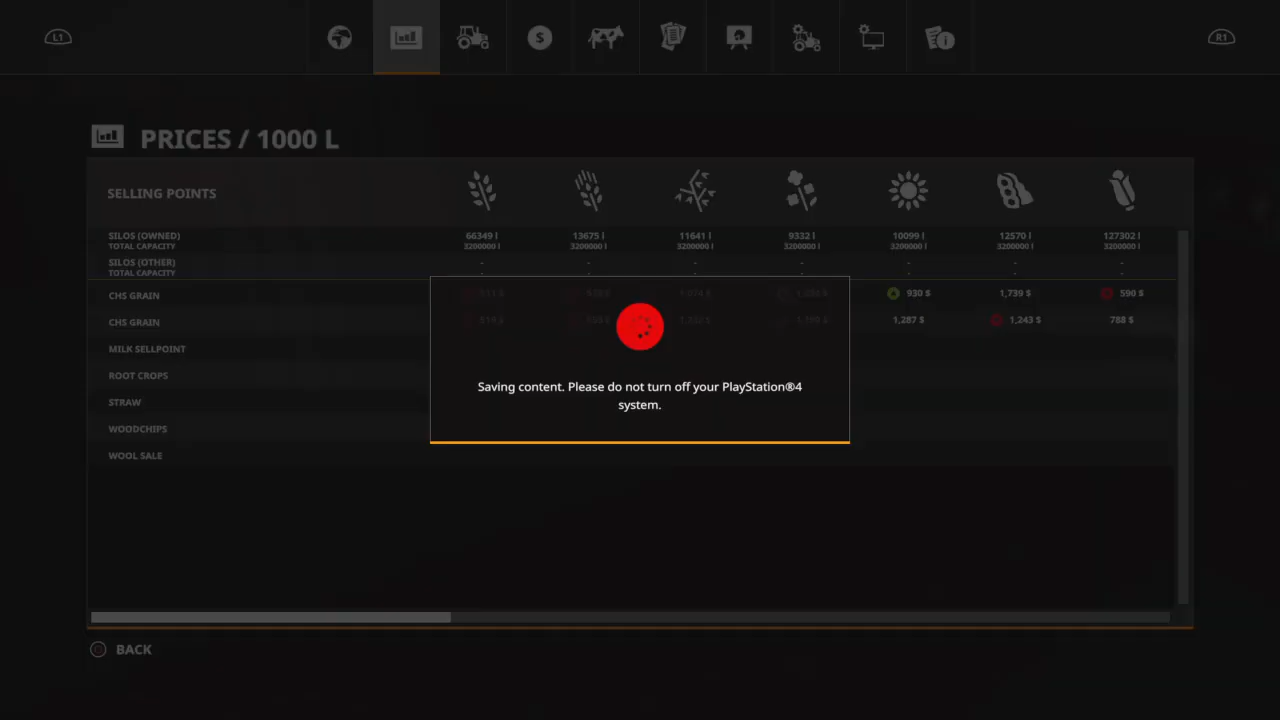 L1
R1
PRICES / 1000 L
SELLING POINTS
SILOS (OWNED) 66349 l 13675 l 11641 l 9332 l 10099 l 12570 l 127302 l
TOTAL CAPACITY 3200000 l 3200000 l 3200000 l 3200000 l 3200000 l 3200000 l 3200000 l
SILOS (OTHER) - - - - - - -
TOTAL CAPACITY - - - - - - -
CHS GRAIN 930 $ 1,739 $ 590 $
CHS GRAIN 1,287 $ 1,243 $ 788 $
MILK SELLPOINT
ROOT CROPS
STRAW
WOODCHIPS
WOOL SALE
Saving content. Please do not turn off your PlayStation®4
system.
BACK